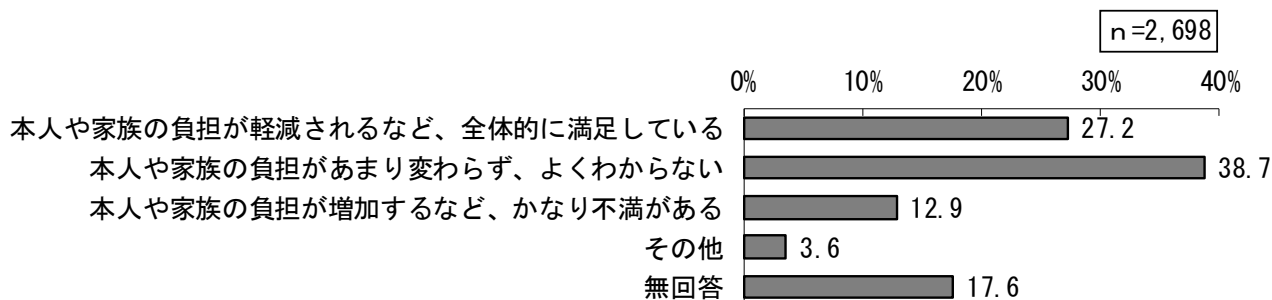 ｎ=2,698
0% 10% 20% 30% 40%
本人や家族の負担が軽減されるなど、全体的に満足している 27.2
本人や家族の負担があまり変わらず、よくわからない 38.7
本人や家族の負担が増加するなど、かなり不満がある 12.9
その他 3.6
無回答 17.6